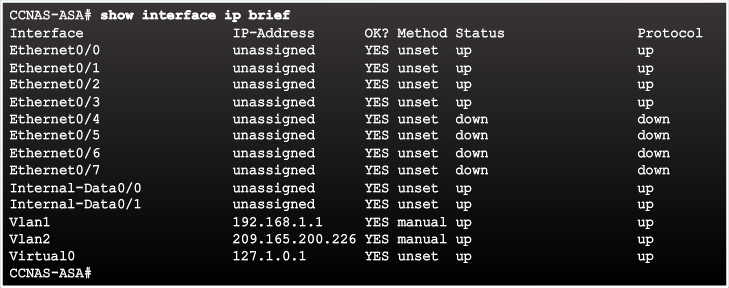 CCNAS-ASA# show interface ip brief
Interface IP-Address OK? Method Status Protocol
Ethernet0/0 unassigned YES unset up up
Ethernet0/1 unassigned YES unset up up
Ethernet0/2 unassigned YES unset up up
Ethernet0/3 unassigned YES unset up up
Ethernet0/4 unassigned YES unset down down
Ethernet0/5 unassigned YES unset down down
Ethernet0/6 unassigned YES unset down down
Ethernet0/7 unassigned YES unset down down
Internal-Data0/0 unassigned YES unset up up
Internal-Data0/1 unassigned YES unset up up
Vlan1 192.168.1.1 YES manual up up
Vlan2 209.165.200.226 YES manual up up
Virtual0 127.1.0.1 YES unset up up
CCNAS-ASA#